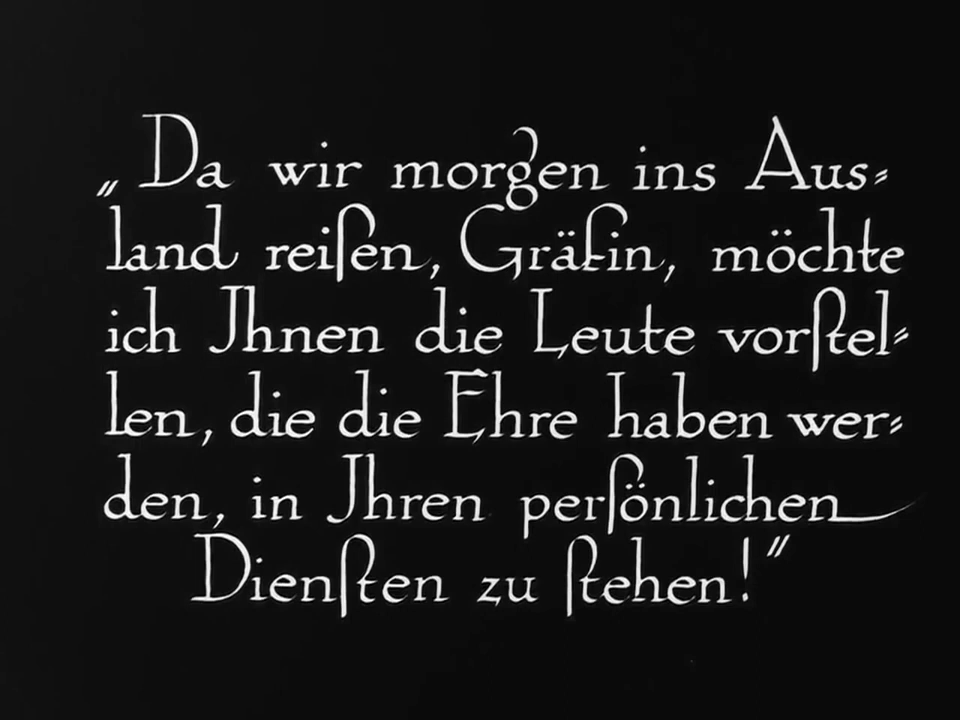 „Da wir morgen ins Aus⸗
land reiſen, Gräfin, möchte
ich Jhnen die Leute vorſtel⸗
len, die die Ehre haben wer⸗
den, in Jhren perſönlichen
Dienſten zu ſtehen!"